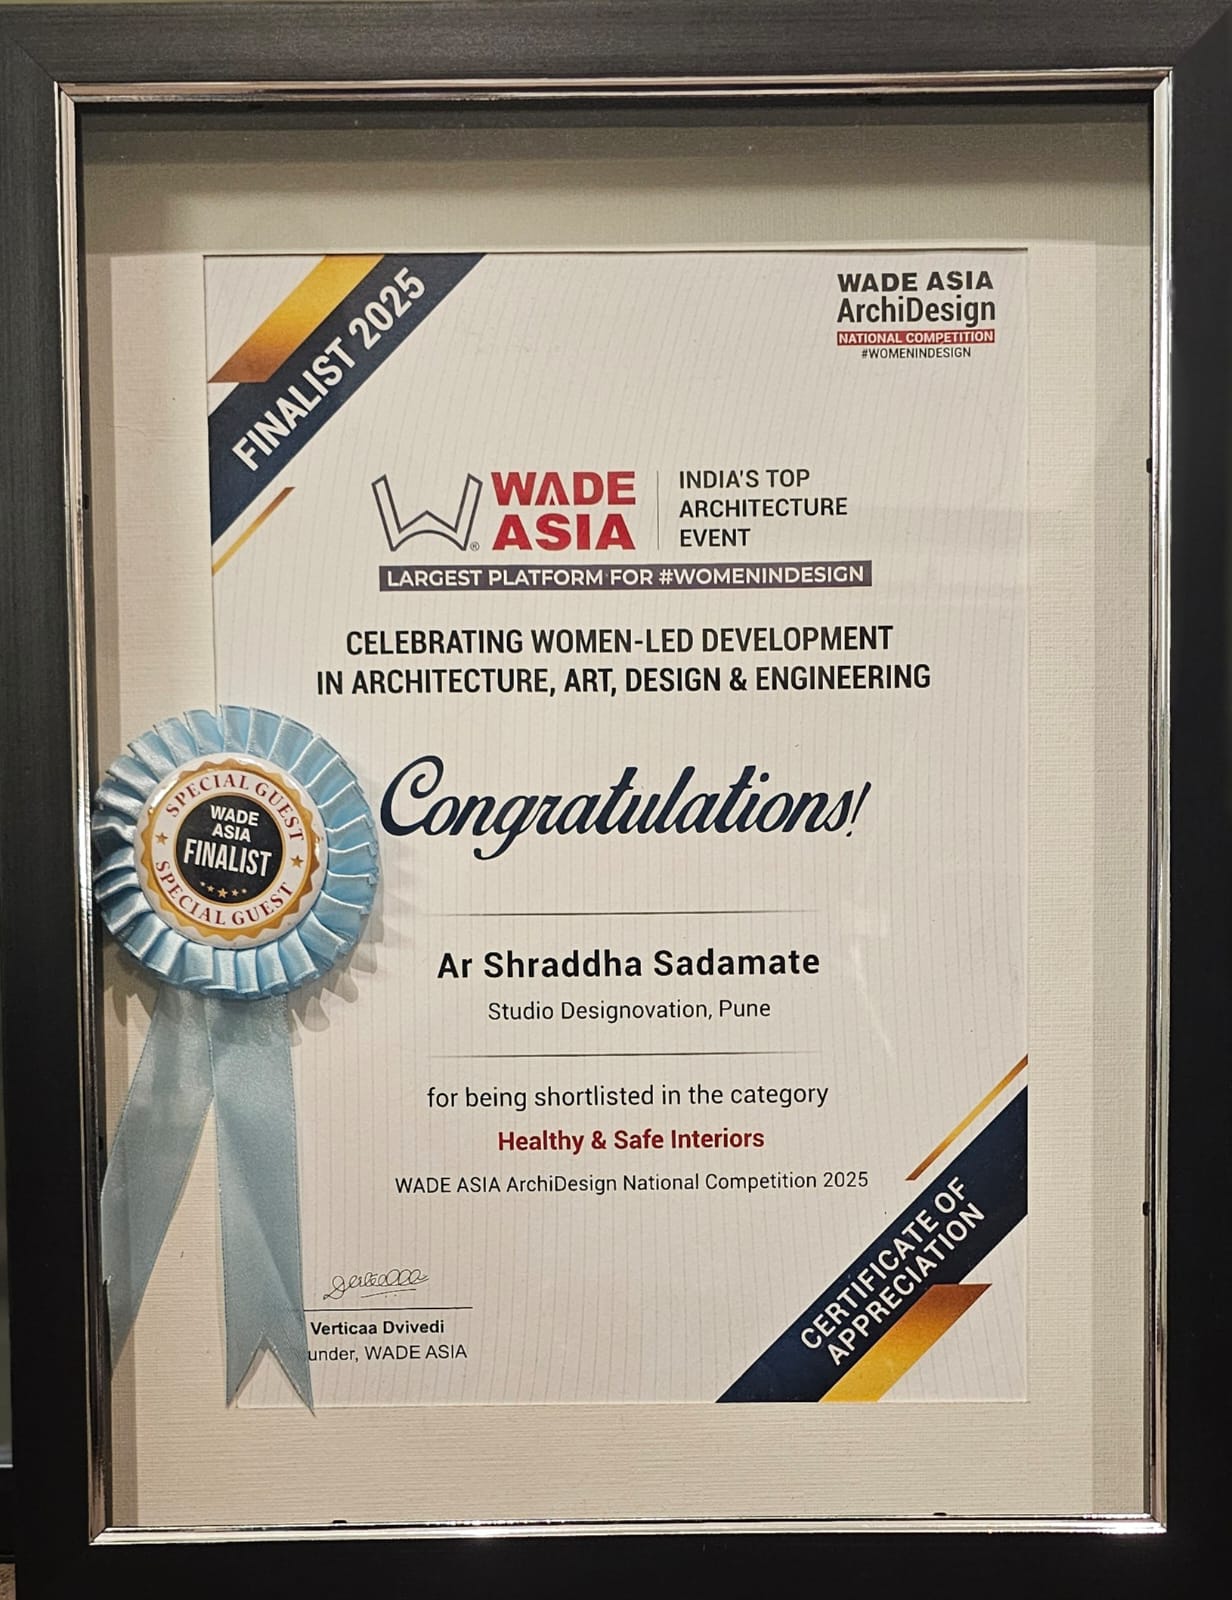 FINALIST 2025
WADE ASIA
ArchiDesign
NATIONAL COMPETITION
#WOMENINDESIGN
WADE
ASIA
INDIA'S TOP
ARCHITECTURE
EVENT
LARGEST PLATFORM FOR #WOMENINDESIGN
CELEBRATING WOMEN-LED DEVELOPMENT
IN ARCHITECTURE, ART, DESIGN & ENGINEERING
Congratulations!
SPECIAL GUEST
WADE
ASIA
FINALIST
SPECIAL GUEST
Ar Shraddha Sadamate
Studio Designovation, Pune
for being shortlisted in the category
Healthy & Safe Interiors
WADE ASIA ArchiDesign National Competition 2025
Verticaa Dvivedi
under, WADE ASIA
CERTIFICATE OF
APPRECIATION